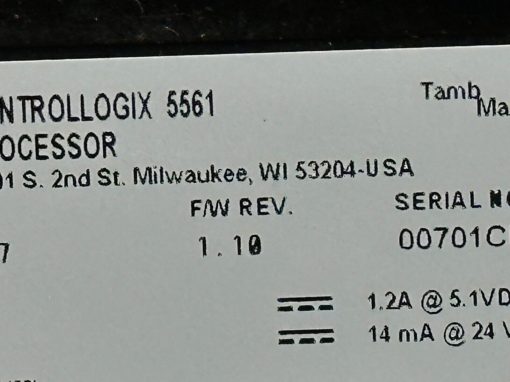 NTROLLOGIX 5561
OCESSOR
01 S. 2nd St. Milwaukee, WI 53204-USA
Tamb Ma
F/W REV.
SERIAL NO
7
1.10
00701C
1.2A @ 5.1VD
14 mA @ 24 V